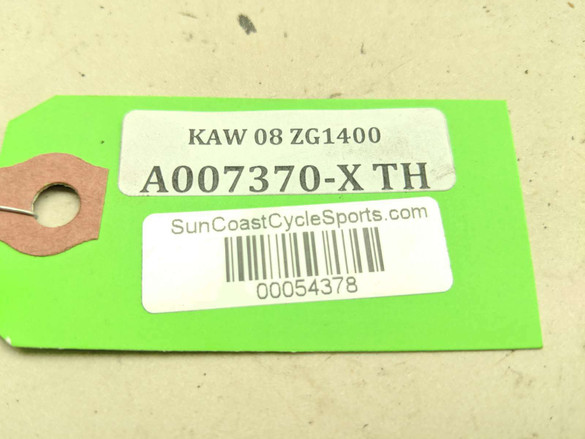 KAW 08 ZG1400
A007370-X TH
SunCoastCycleSports.com
00054378